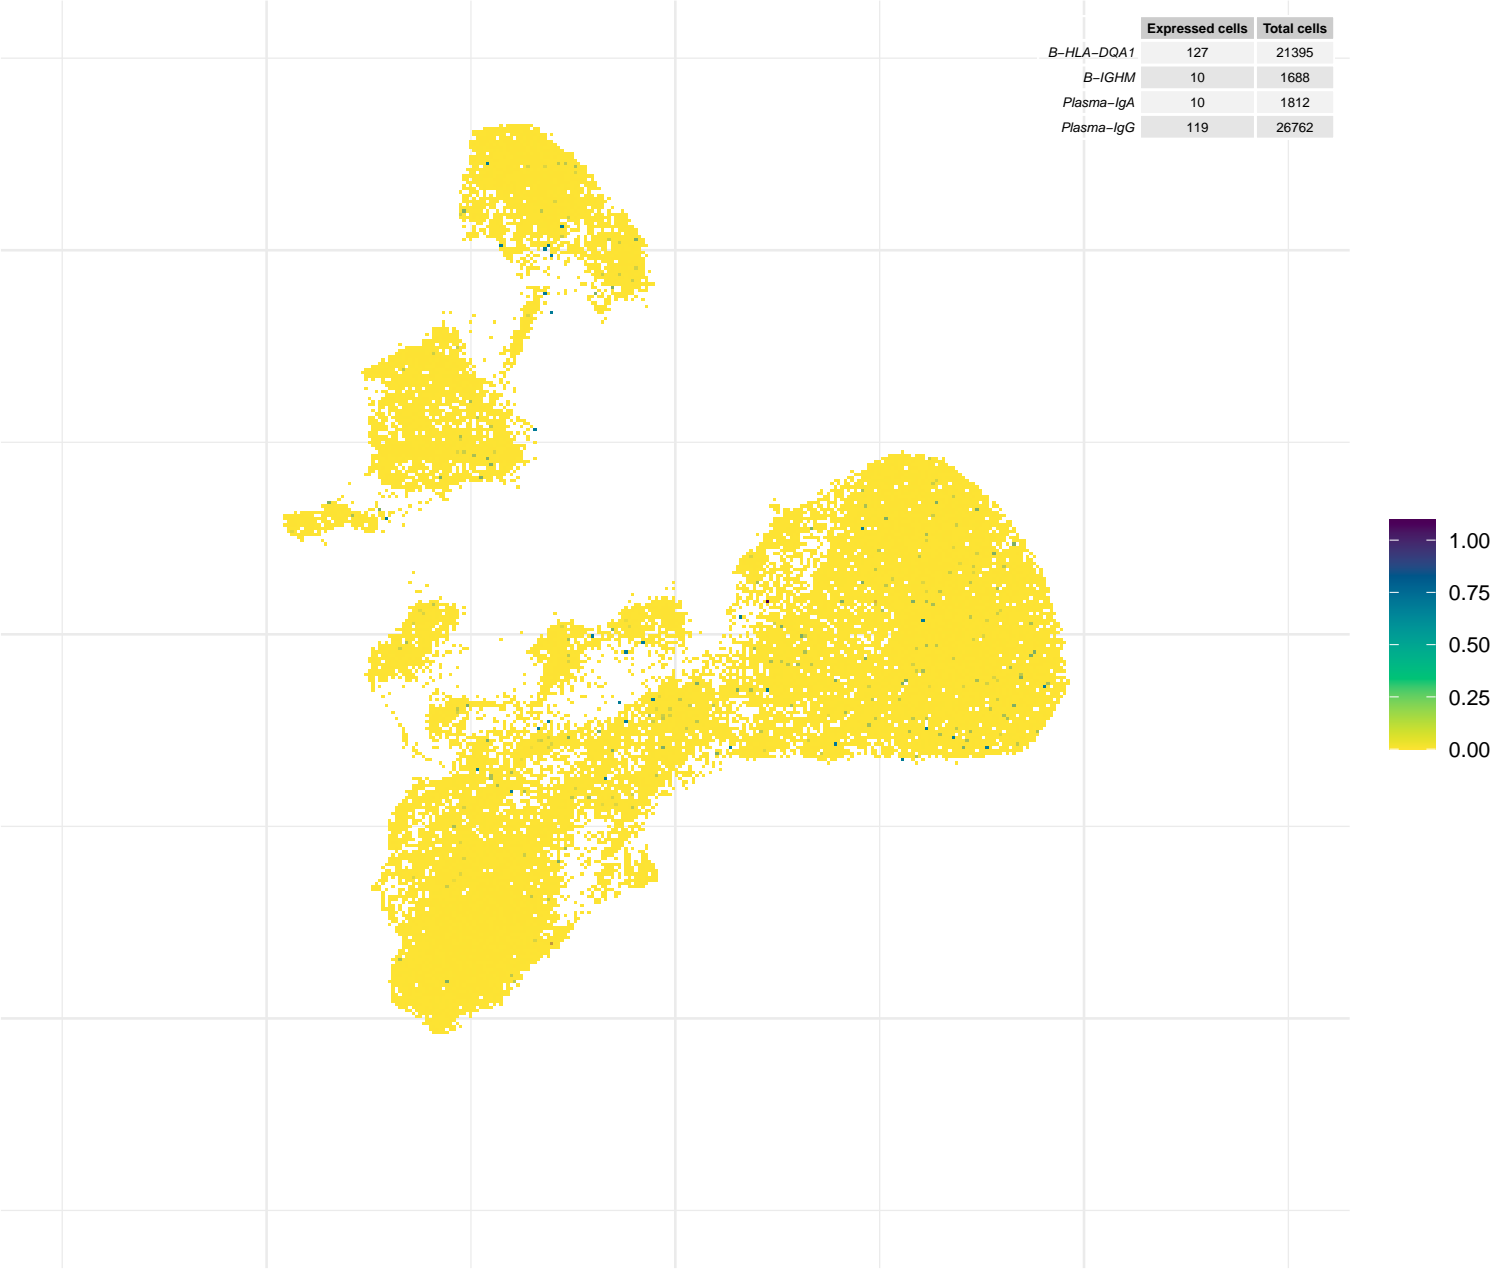 Expressed cells Total cells
B−HLA−DQA1 127 21395
B−IGHM 10 1688
Plasma−IgA 10 1812
Plasma−IgG 119 26762
1.00
0.75
0.50
0.25
0.00